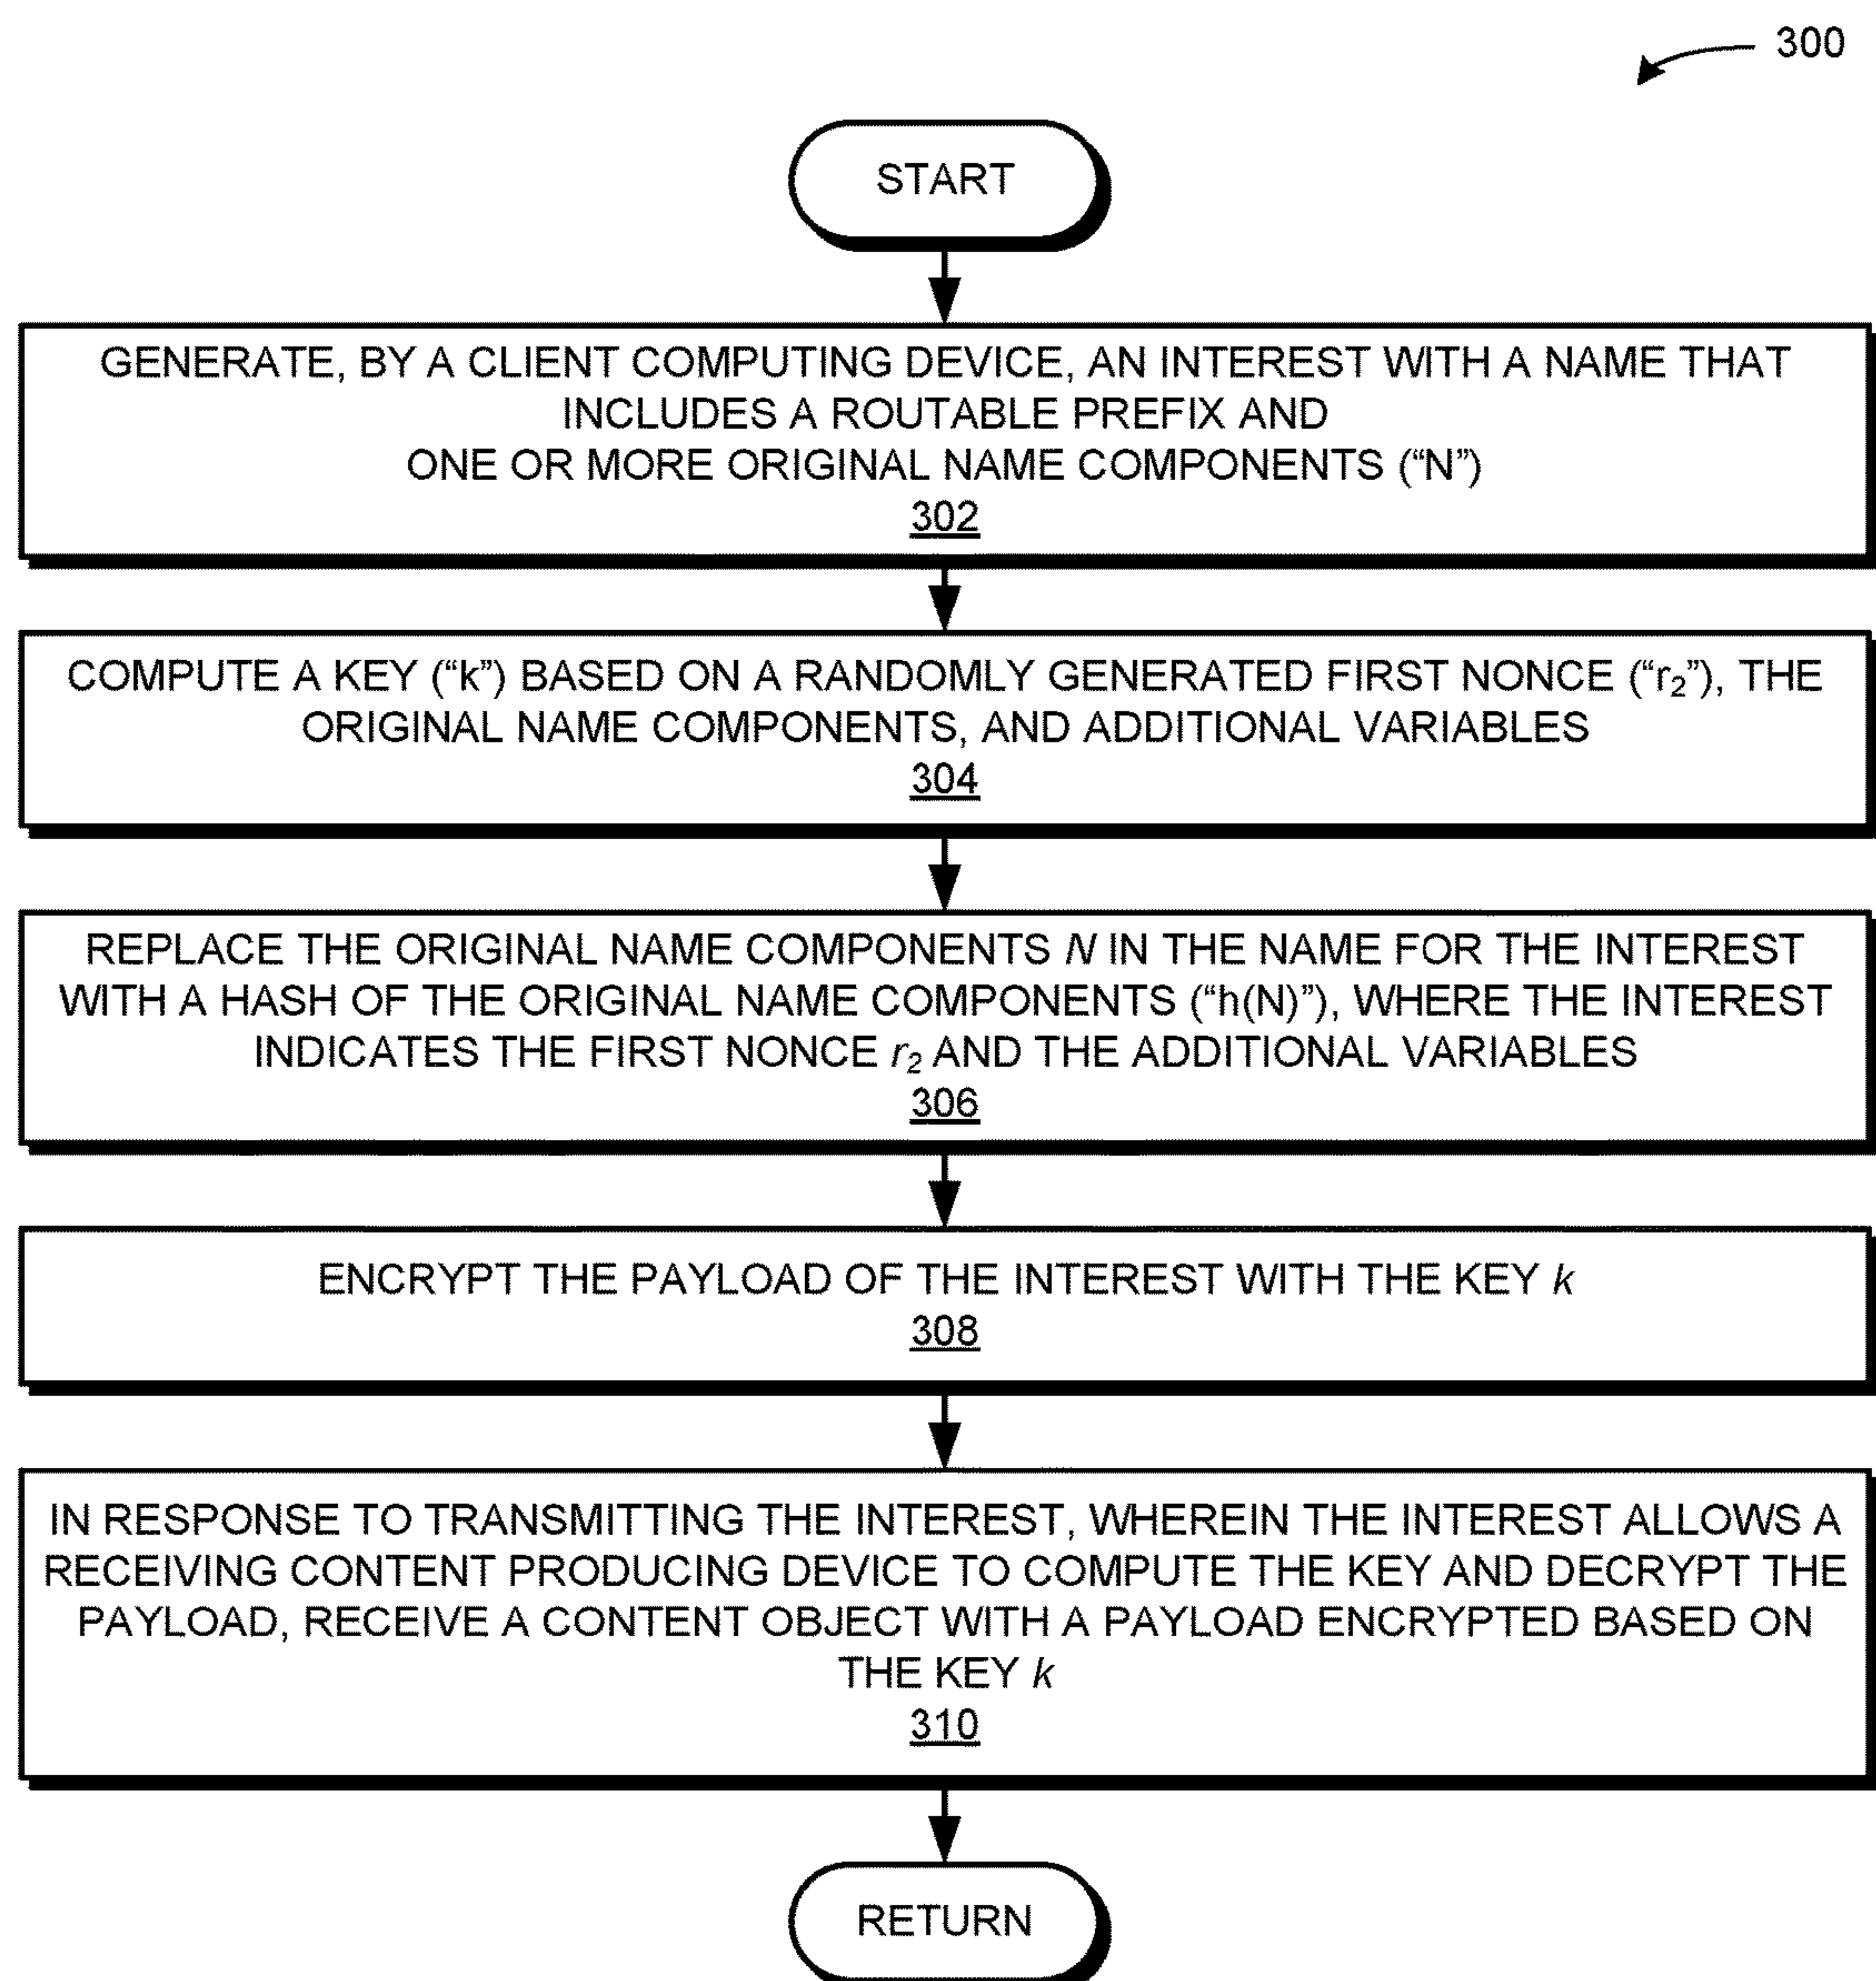 300
START
GENERATE, BY A CLIENT COMPUTING DEVICE, AN INTEREST WITH A NAME THAT
INCLUDES A ROUTABLE PREFIX AND
ONE OR MORE ORIGINAL NAME COMPONENTS (“N”)
302
COMPUTE A KEY (“k”) BASED ON A RANDOMLY GENERATED FIRST NONCE (“r₂”), THE
ORIGINAL NAME COMPONENTS, AND ADDITIONAL VARIABLES
304
REPLACE THE ORIGINAL NAME COMPONENTS N IN THE NAME FOR THE INTEREST
WITH A HASH OF THE ORIGINAL NAME COMPONENTS (“h(N)”), WHERE THE INTEREST
INDICATES THE FIRST NONCE r₂ AND THE ADDITIONAL VARIABLES
306
ENCRYPT THE PAYLOAD OF THE INTEREST WITH THE KEY k
308
IN RESPONSE TO TRANSMITTING THE INTEREST, WHEREIN THE INTEREST ALLOWS A
RECEIVING CONTENT PRODUCING DEVICE TO COMPUTE THE KEY AND DECRYPT THE
PAYLOAD, RECEIVE A CONTENT OBJECT WITH A PAYLOAD ENCRYPTED BASED ON
THE KEY k
310
RETURN